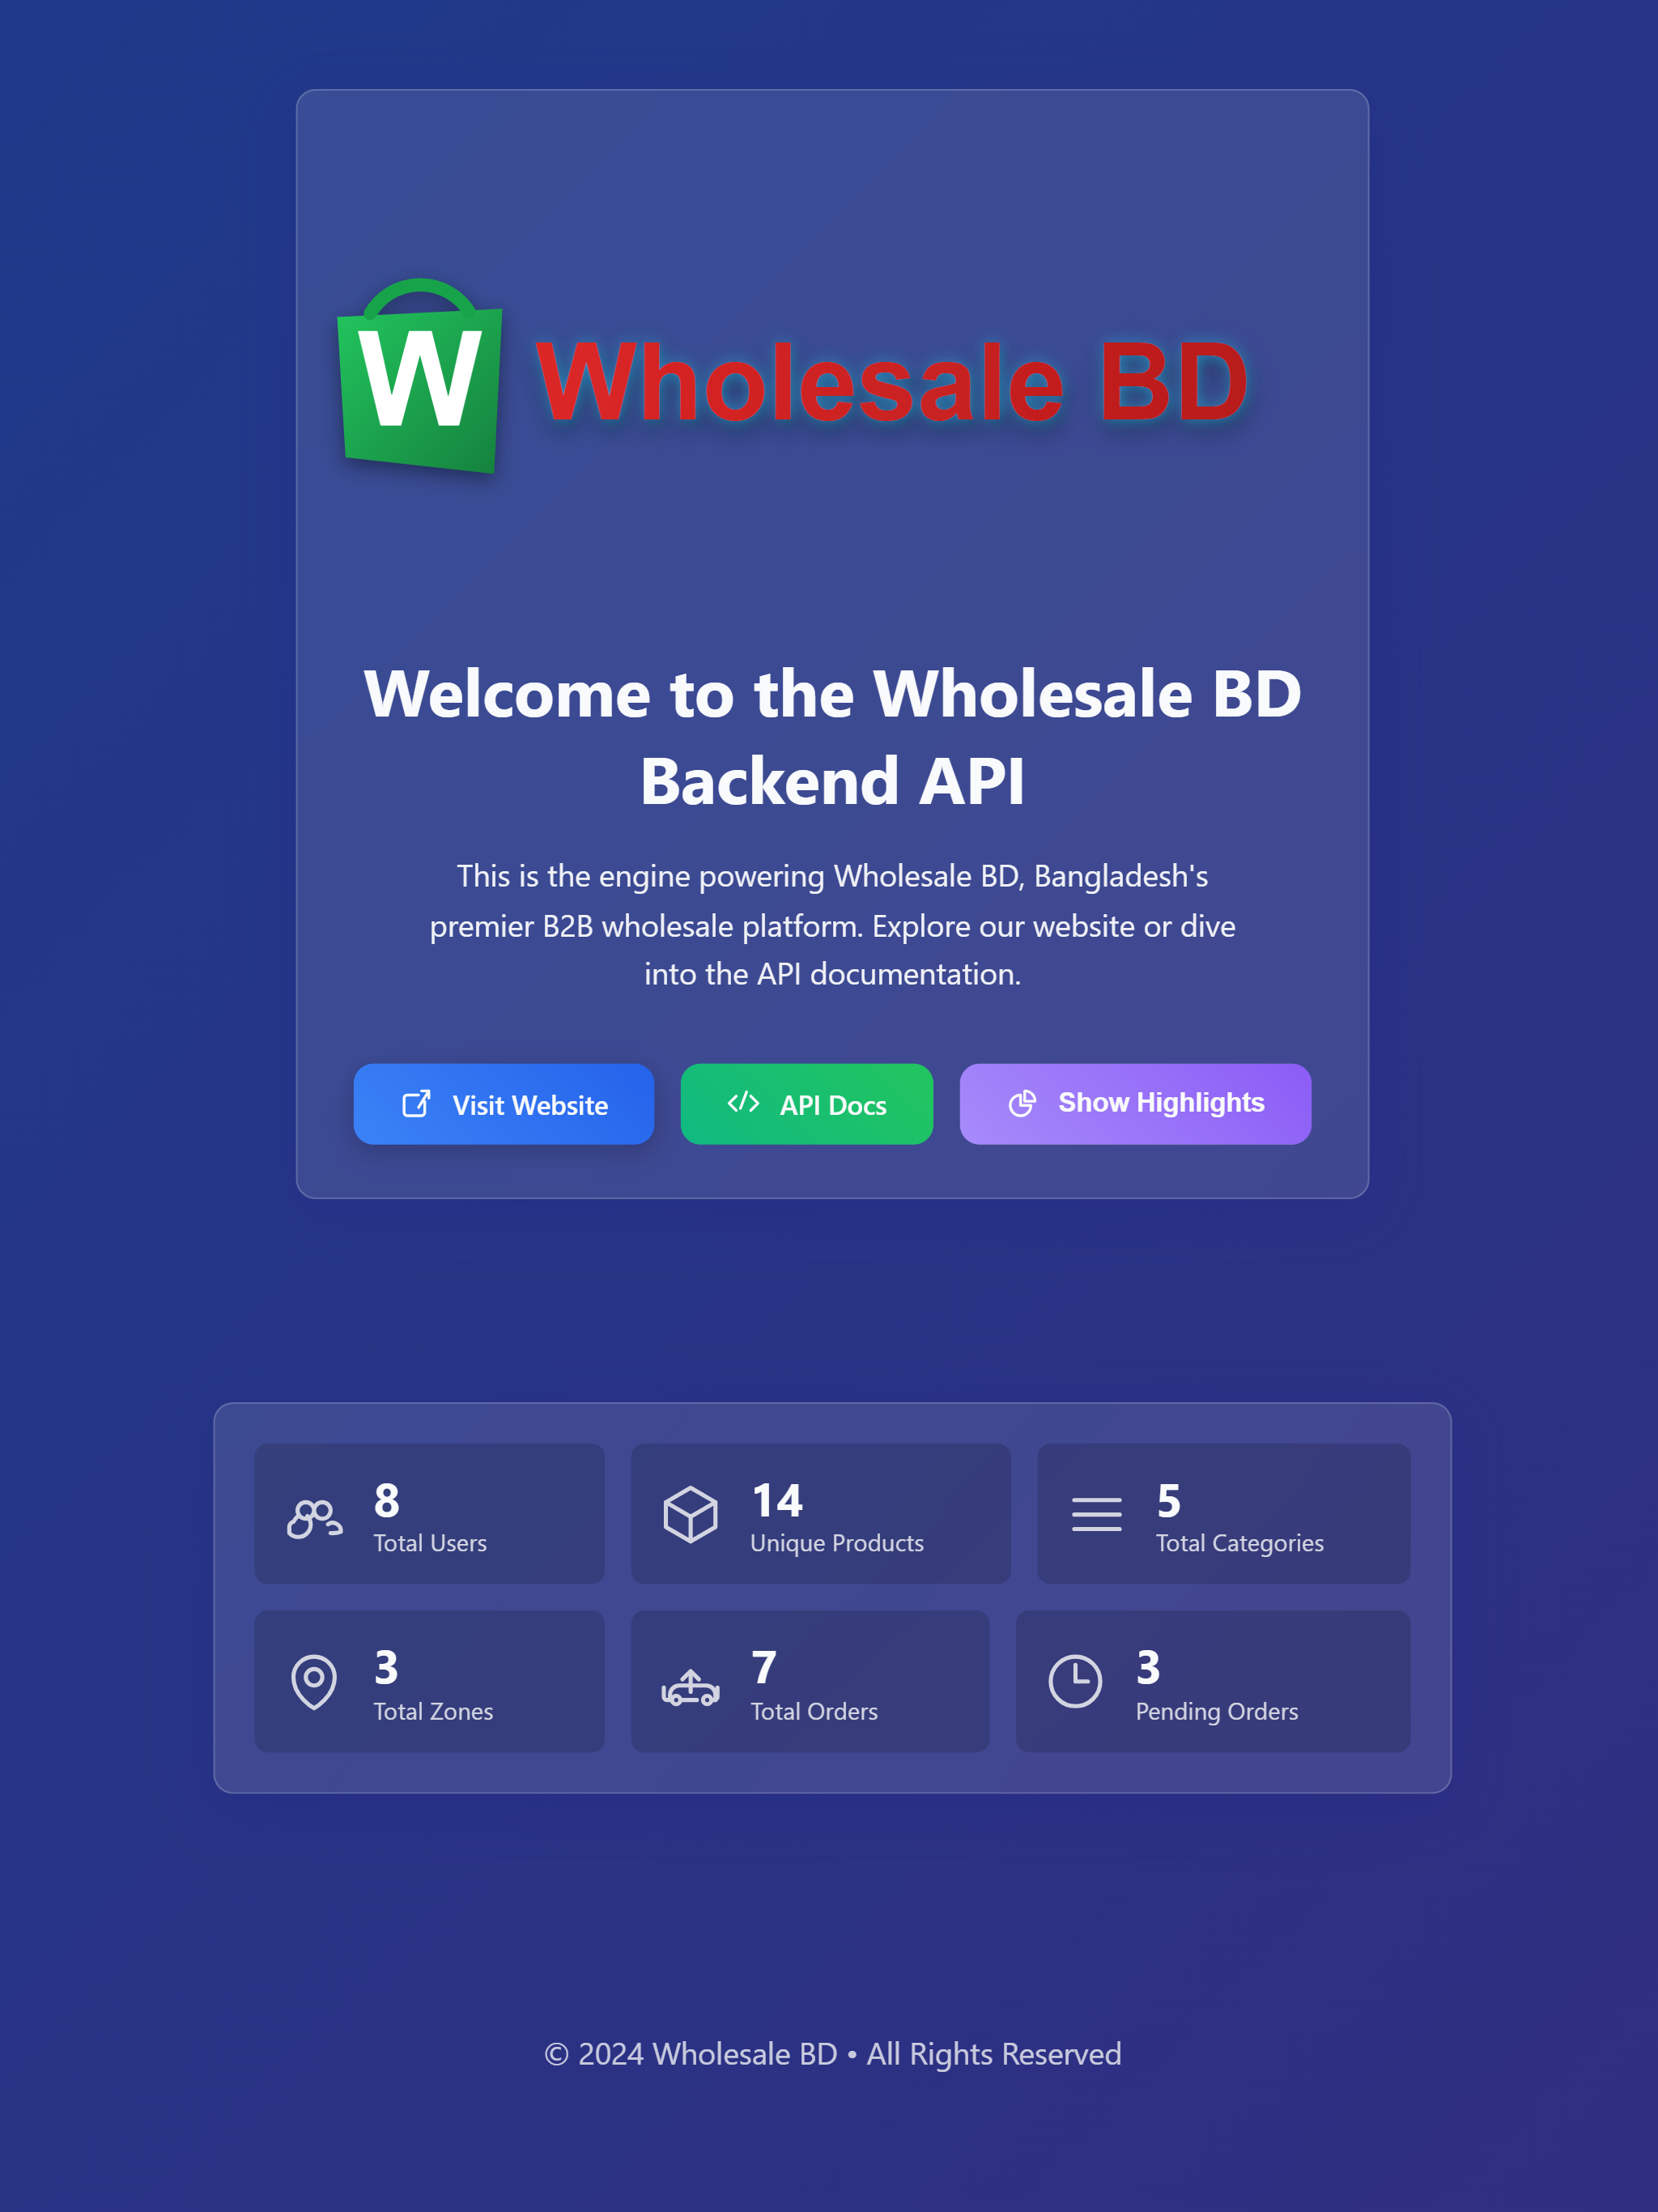 W
Wholesale BD
Welcome to the Wholesale BD
Backend API
This is the engine powering Wholesale BD, Bangladesh's
premier B2B wholesale platform. Explore our website or dive
into the API documentation.
Visit Website
API Docs
Show Highlights
8
Total Users
14
Unique Products
5
Total Categories
3
Total Zones
7
Total Orders
3
Pending Orders
© 2024 Wholesale BD • All Rights Reserved